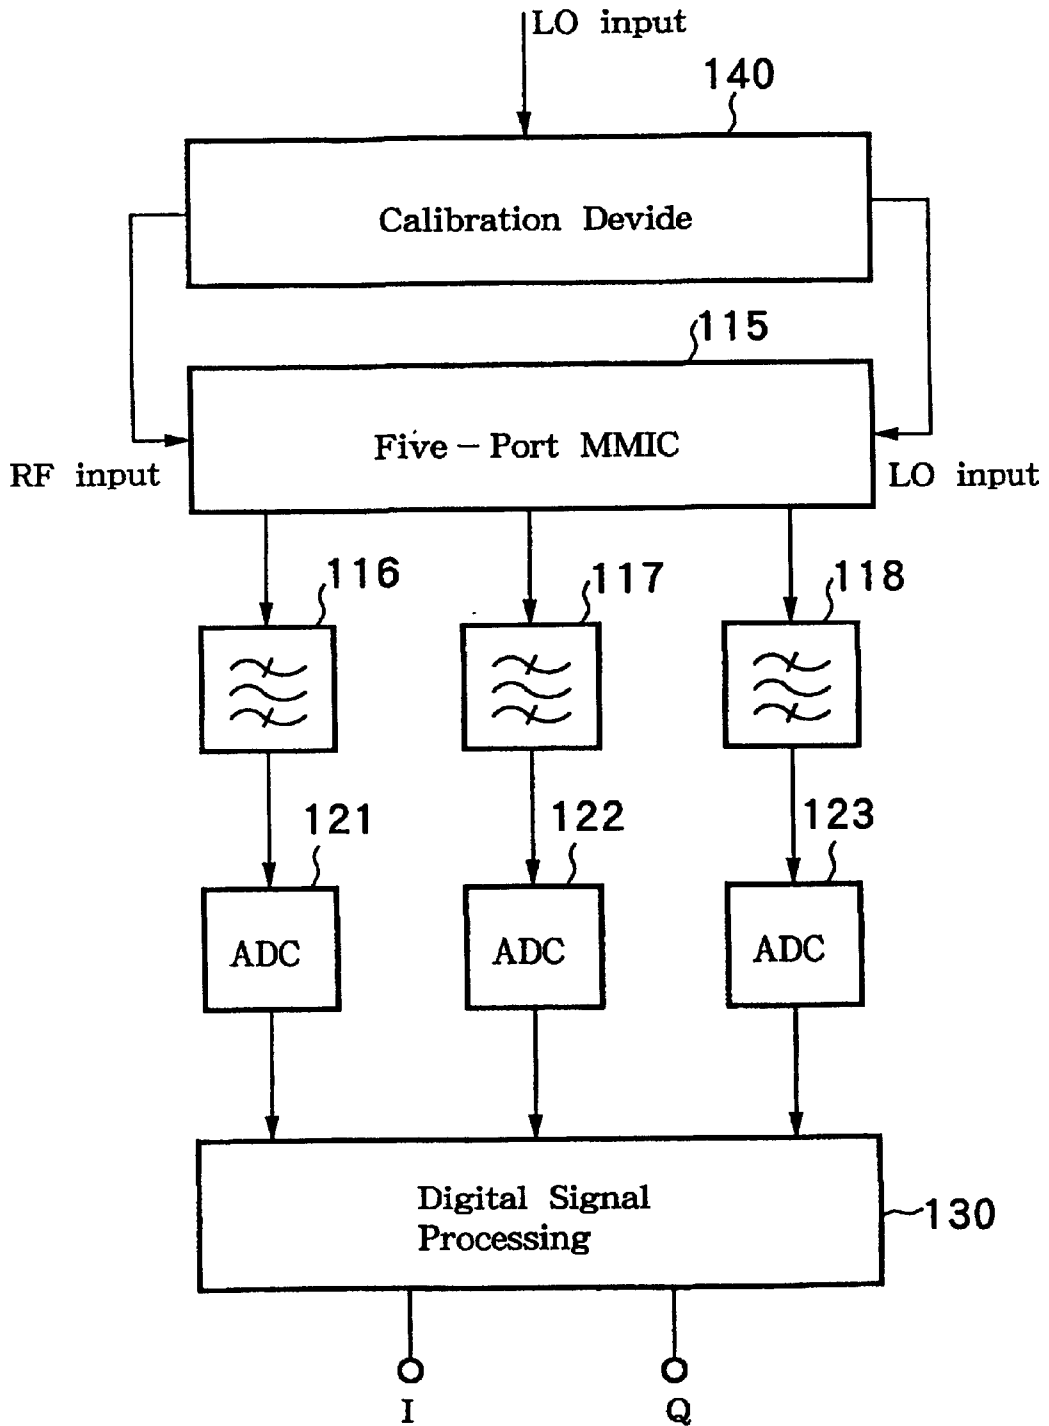 LO input
140
Calibration Devide
115
Five-Port MMIC
RF input
LO input
116
117
118
121
122
123
ADC
ADC
ADC
Digital Signal
Processing
130
I
Q